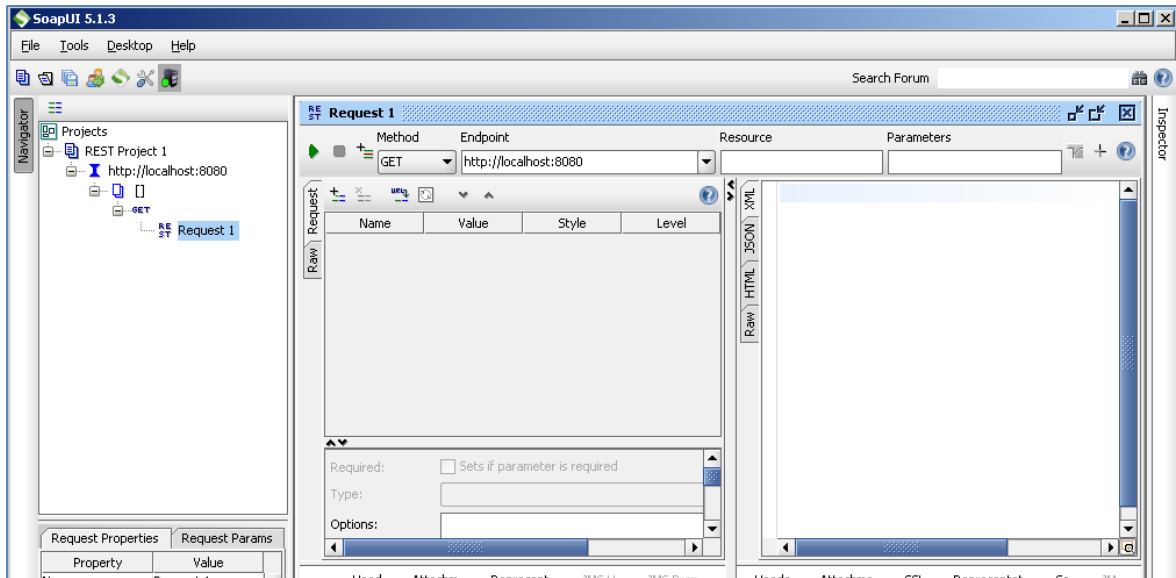 SoapUI 5.1.3
File Tools Desktop Help
Search Forum
Navigator
Projects
REST Project 1
http://localhost:8080
[]
GET
REST Request 1
Request Properties Request Params
Property Value
REST Request 1
Method Endpoint Resource Parameters
GET http://localhost:8080
Request
Raw
Name Value Style Level
Required: Sets if parameter is required
Type:
Options:
XML
JSON
HTML
Raw
Inspector